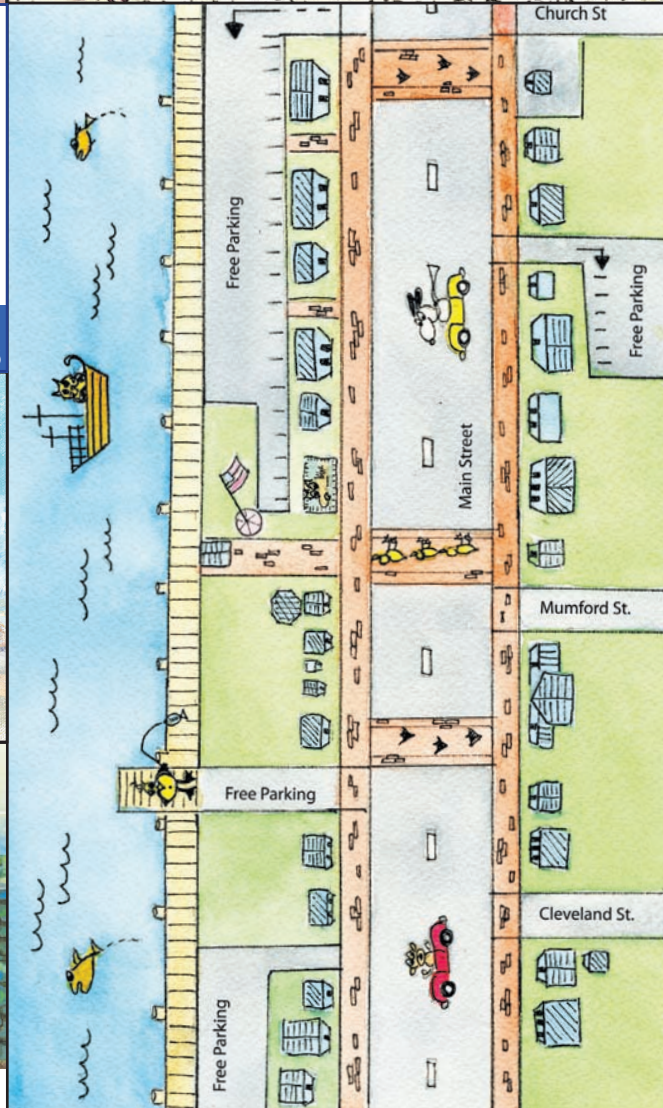 Church St
Free Parking
Free Parking
Main Street
Mumford St.
Free Parking
Cleveland St.
Free Parking